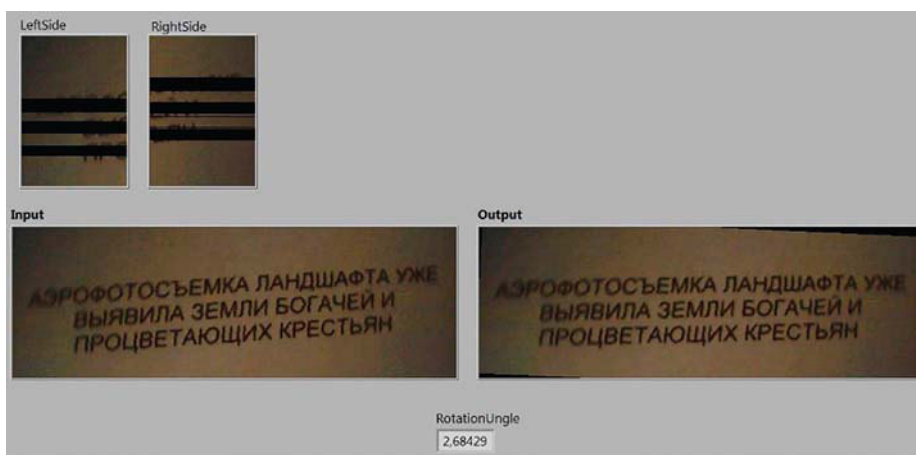 LeftSide RightSide
Input Output
АЭРОФОТОСЪЕМКА ЛАНДШАФТА УЖЕ
ВЫЯВИЛА ЗЕМЛИ БОГАЧЕЙ И
ПРОЦВЕТАЮЩИХ КРЕСТЬЯН
АЭРОФОТОСЪЕМКА ЛАНДШАФТА УЖЕ
ВЫЯВИЛА ЗЕМЛИ БОГАЧЕЙ И
ПРОЦВЕТАЮЩИХ КРЕСТЬЯН
RotationUngle
2,68429